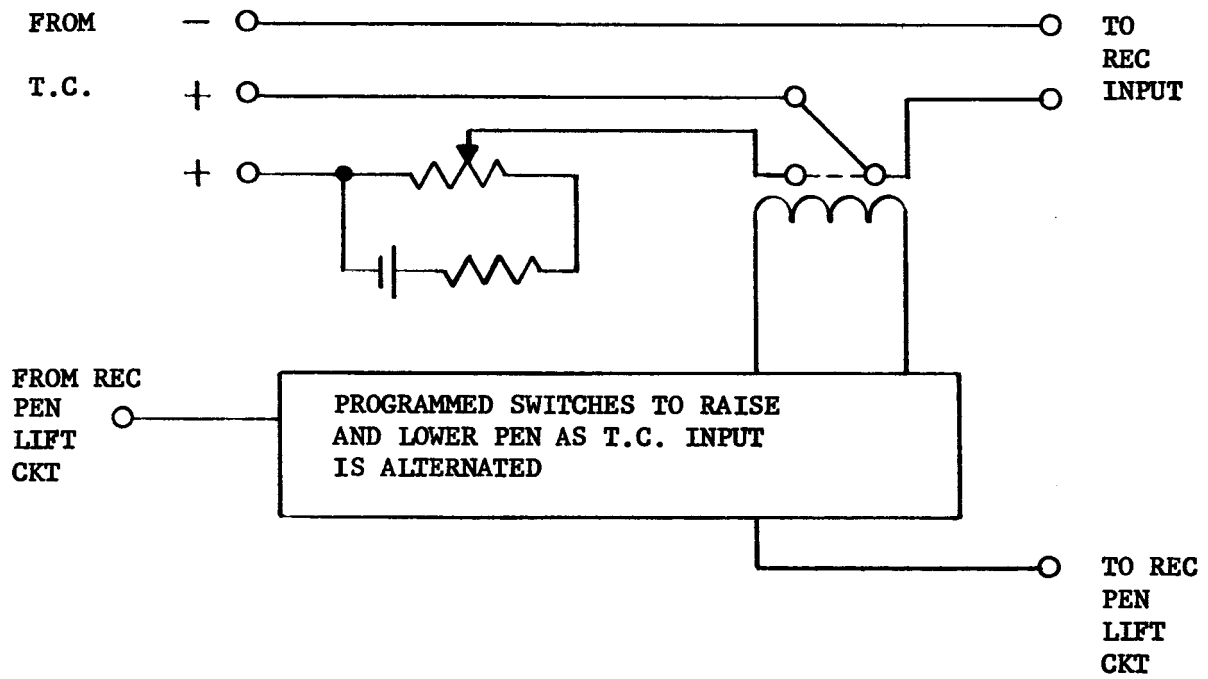 FROM −
T.C. +
+
TO
REC
INPUT
FROM REC
PEN
LIFT
CKT
PROGRAMMED SWITCHES TO RAISE
AND LOWER PEN AS T.C. INPUT
IS ALTERNATED
TO REC
PEN
LIFT
CKT